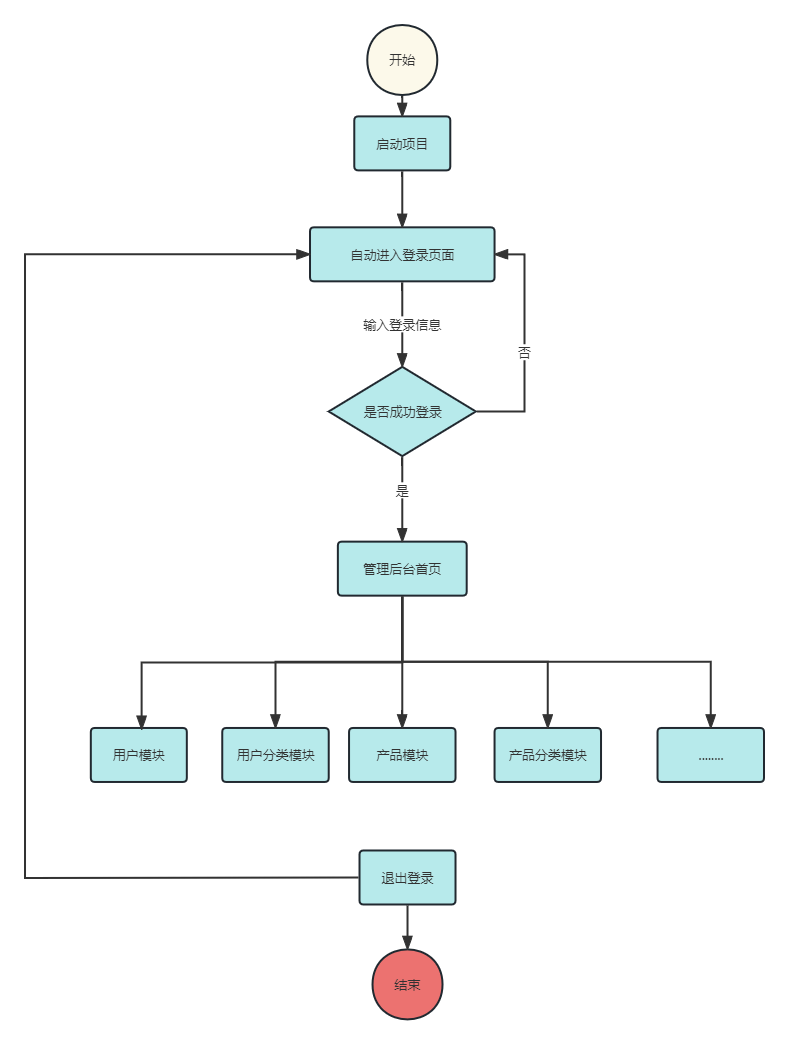 开始
启动项目
自动进入登录页面
输入登录信息
否
是否成功登录
是
管理后台首页
用户模块
用户分类模块
产品模块
产品分类模块
........
退出登录
结束